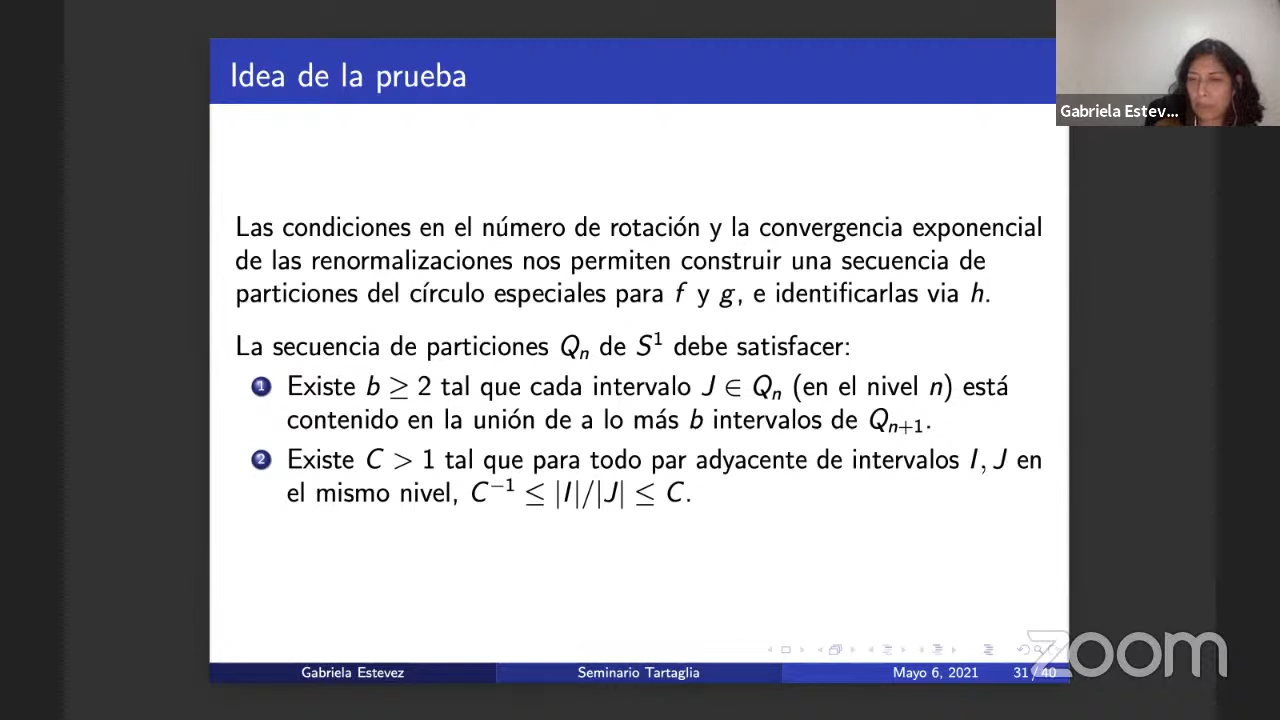 Idea de la prueba
Gabriela Estev...
Las condiciones en el número de rotación y la convergencia exponencial
de las renormalizaciones nos permiten construir una secuencia de
particiones del círculo especiales para f y g, e identificarlas via h.
La secuencia de particiones Qₙ de S¹ debe satisfacer:
1 Existe b ≥ 2 tal que cada intervalo J ∈ Qₙ (en el nivel n) está
contenido en la unión de a lo más b intervalos de Qₙ₊₁.
2 Existe C > 1 tal que para todo par adyacente de intervalos I, J en
el mismo nivel, C⁻¹ ≤ |I|/|J| ≤ C.
Gabriela Estevez Seminario Tartaglia Mayo 6, 2021 31 / 40
zoom